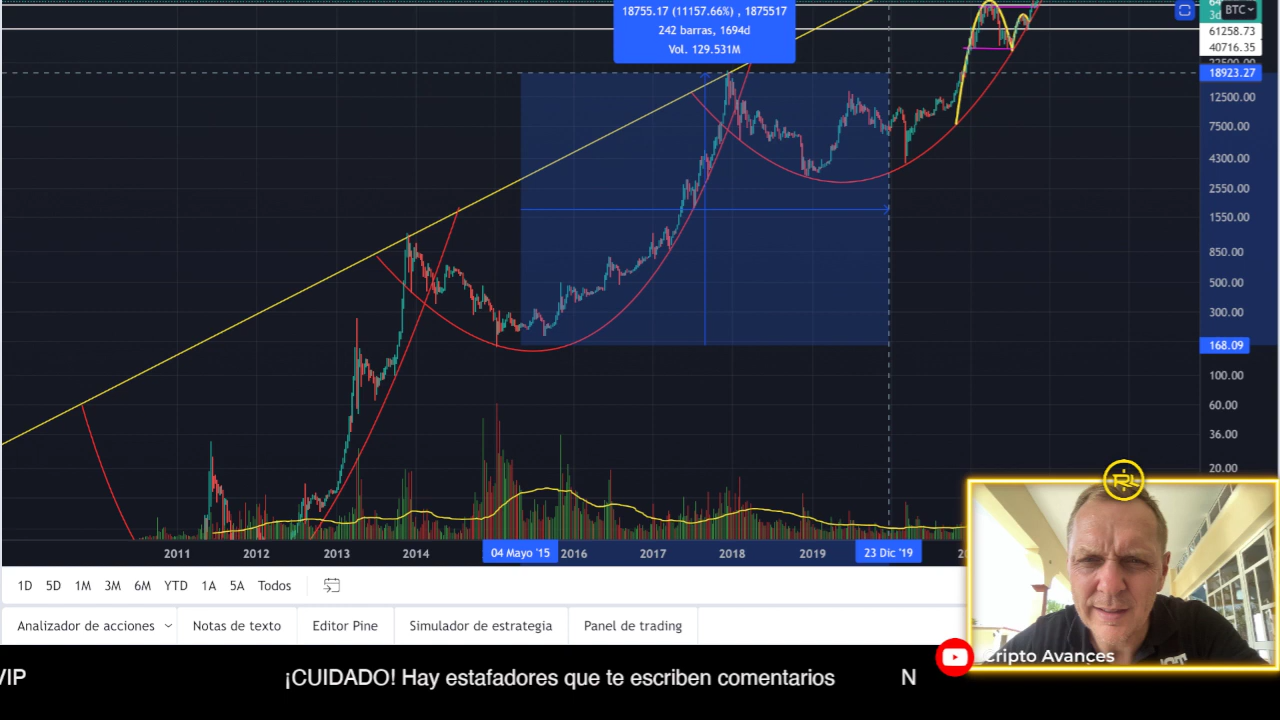 18755.17 (11157.66%) , 1875517
242 barras, 1694d
Vol. 129.531M
BTC
3d
61258.73
40716.35
18923.27
12500.00
7500.00
4300.00
2550.00
1550.00
850.00
500.00
300.00
168.09
100.00
60.00
36.00
20.00
2011
2012
2013
2014
04 Mayo '15
2016
2017
2018
2019
23 Dic '19
1D
5D
1M
3M
6M
YTD
1A
5A
Todos
Analizador de acciones
Notas de texto
Editor Pine
Simulador de estrategia
Panel de trading
Cripto Avances
VIP
¡CUIDADO! Hay estafadores que te escriben comentarios
N